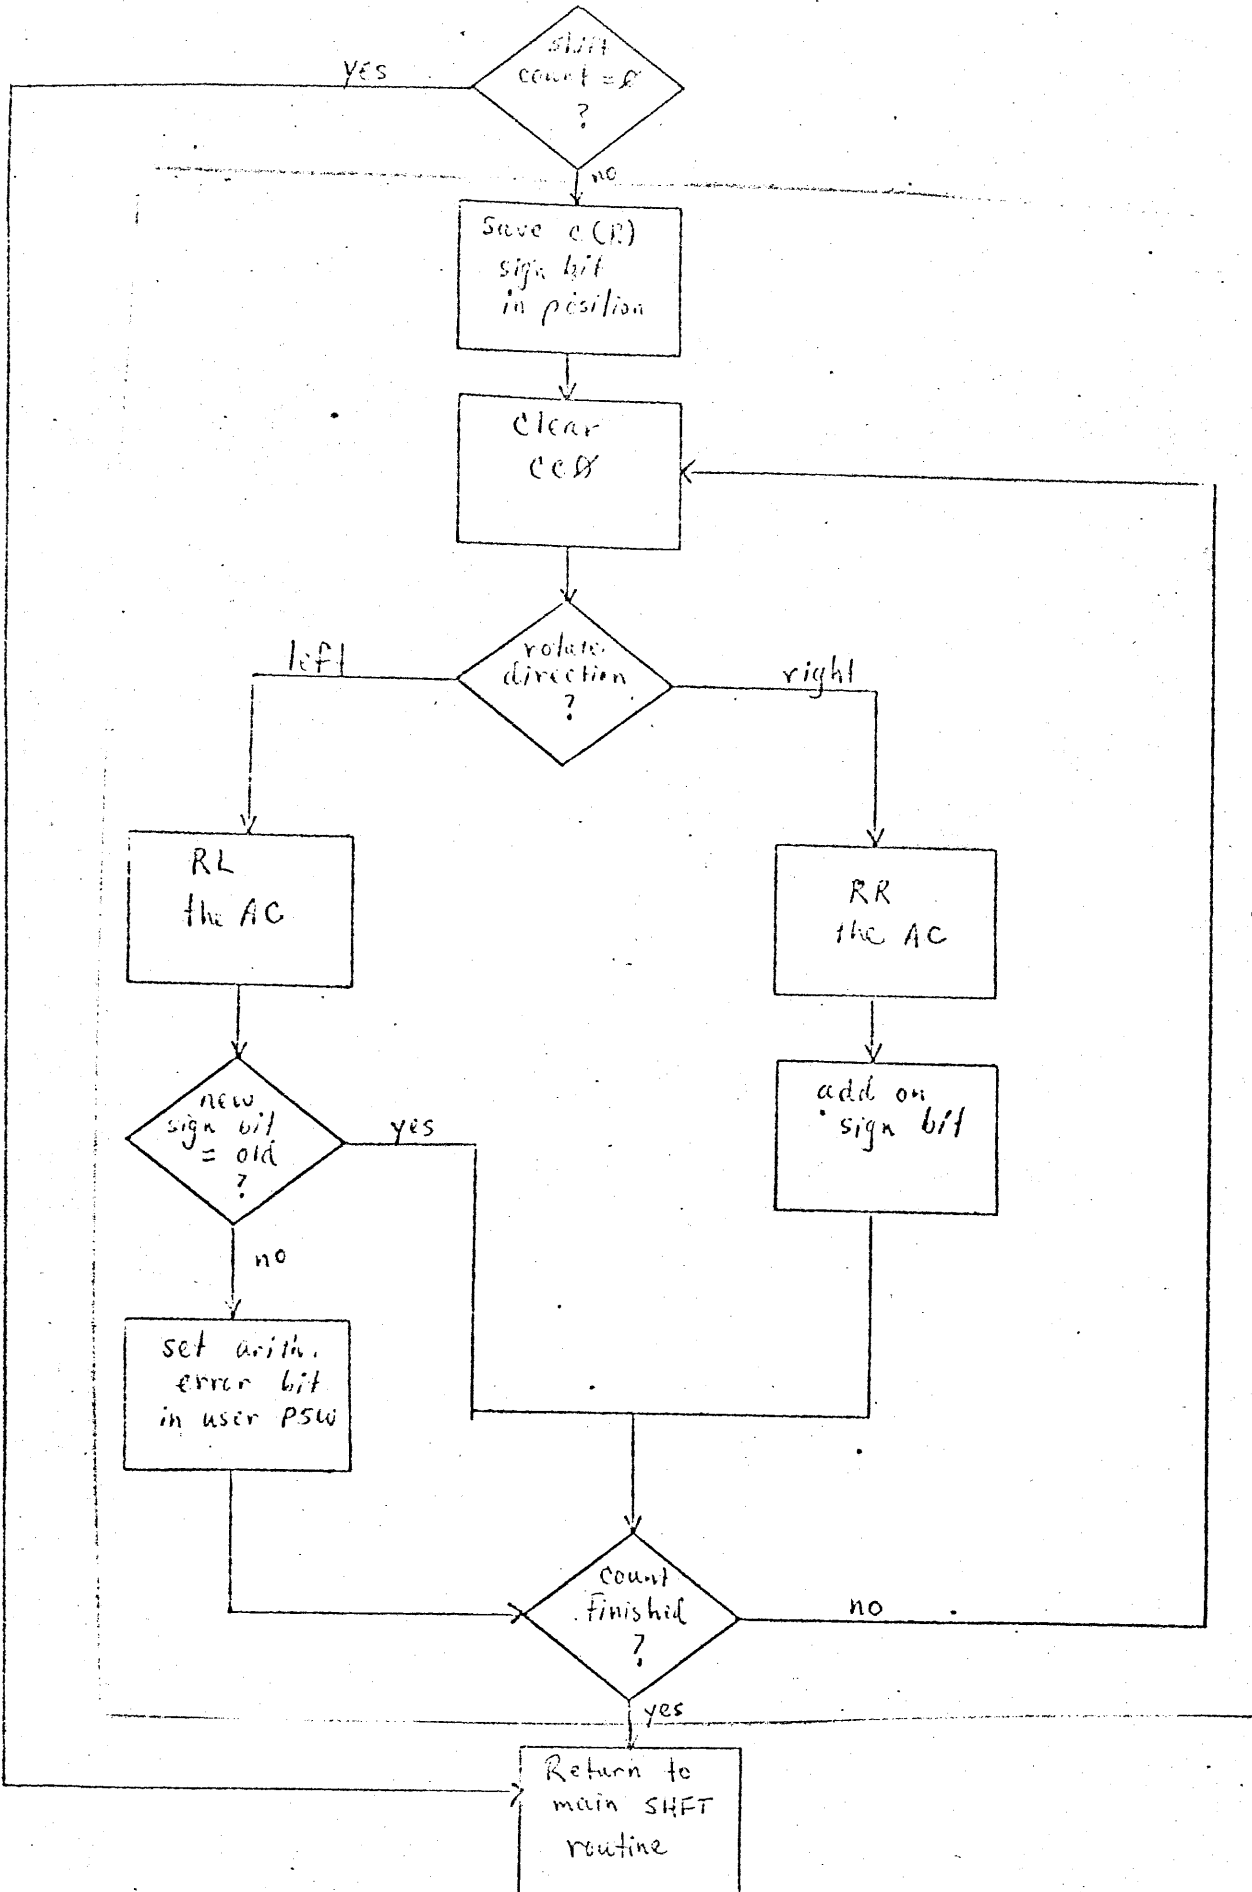 shift
count = Ø
?
yes
no
Save c(R)
sign bit
in position
Clear
CCØ
rotate
direction
?
left
right
RL
the AC
RR
the AC
new
sign bit
= old
?
yes
add on
sign bit
no
set arith.
error bit
in user PSW
count
finished
?
no
yes
Return to
main SHFT
routine